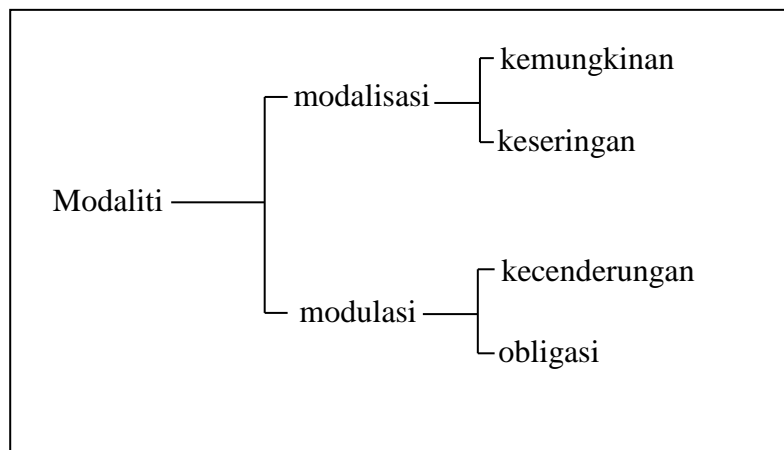 kemungkinan
modalisasi
keseringan
Modaliti
kecenderungan
modulasi
obligasi